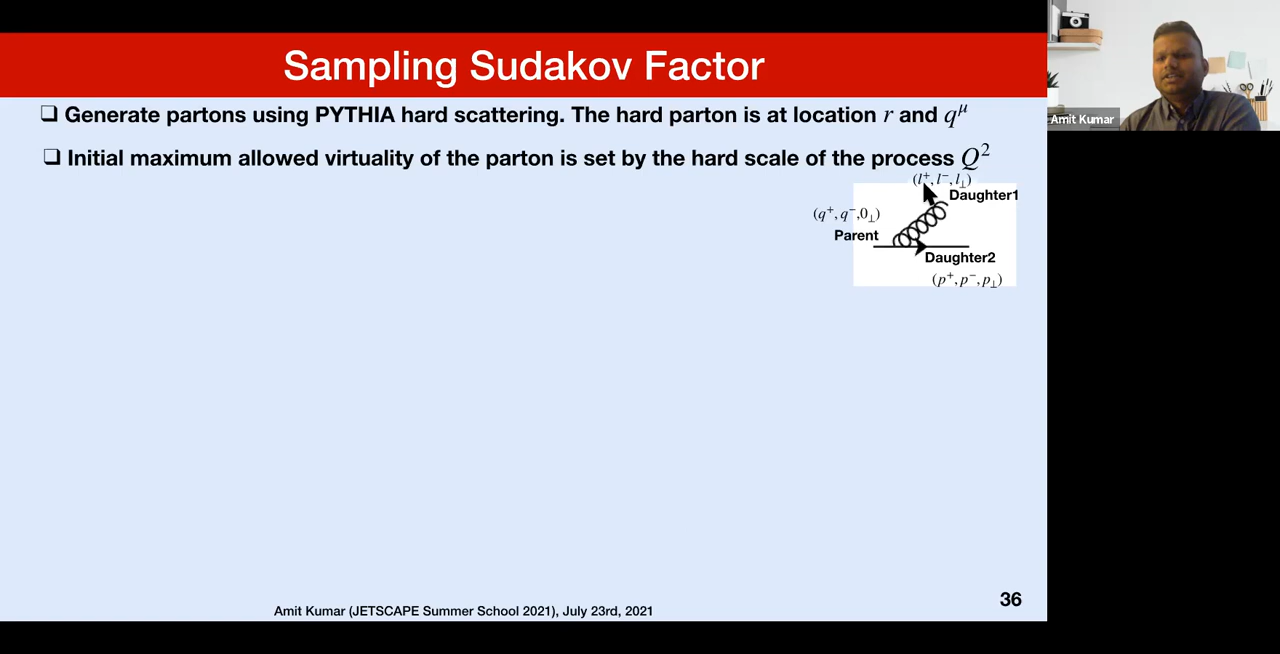 Sampling Sudakov Factor
❑ Generate partons using PYTHIA hard scattering. The hard parton is at location r and q^μ
❑ Initial maximum allowed virtuality of the parton is set by the hard scale of the process Q²
(l⁺, l⁻, l⊥)
Daughter1
(q⁺, q⁻,0⊥)
Parent
Daughter2
(p⁺, p⁻, p⊥)
Amit Kumar (JETSCAPE Summer School 2021), July 23rd, 2021
36
Amit Kumar